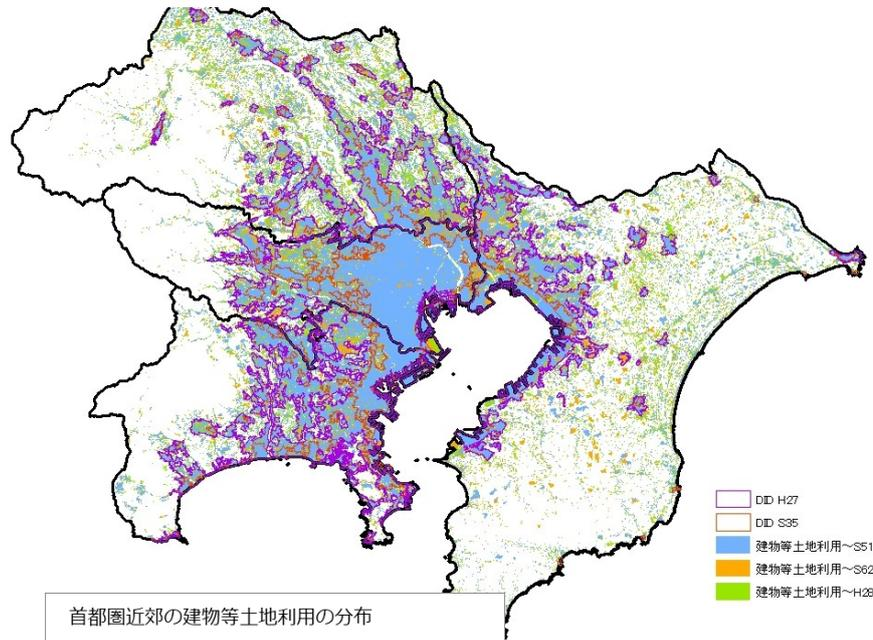 DID H27
DID S35
建物等土地利用～S51
建物等土地利用～S62
建物等土地利用～H28
首都圏近郊の建物等土地利用の分布